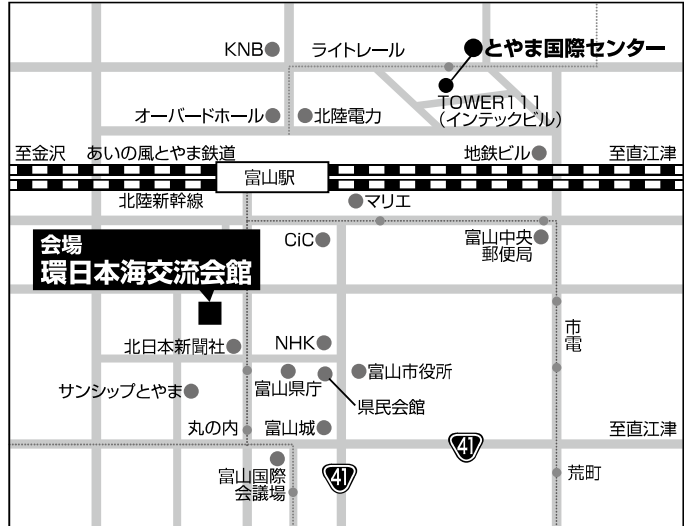 KNB
ライトレール
とやま国際センター
オーバードホール
北陸電力
TOWER111
（インテックビル）
至金沢
あいの風とやま鉄道
地鉄ビル
至直江津
富山駅
北陸新幹線
マリエ
会場
環日本海交流会館
CiC
富山中央
郵便局
市電
北日本新聞社
NHK
サンシップとやま
富山県庁
富山市役所
県民会館
丸の内
富山城
41
至直江津
富山国際
会議場
41
荒町